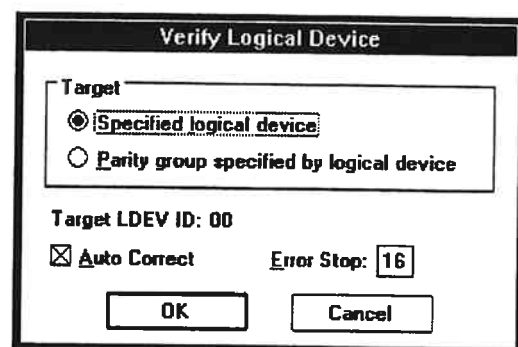 Verify Logical Device
Target
Specified logical device
Parity group specified by logical device
Target LDEV ID: 00
Auto Correct Error Stop: 16
OK Cancel